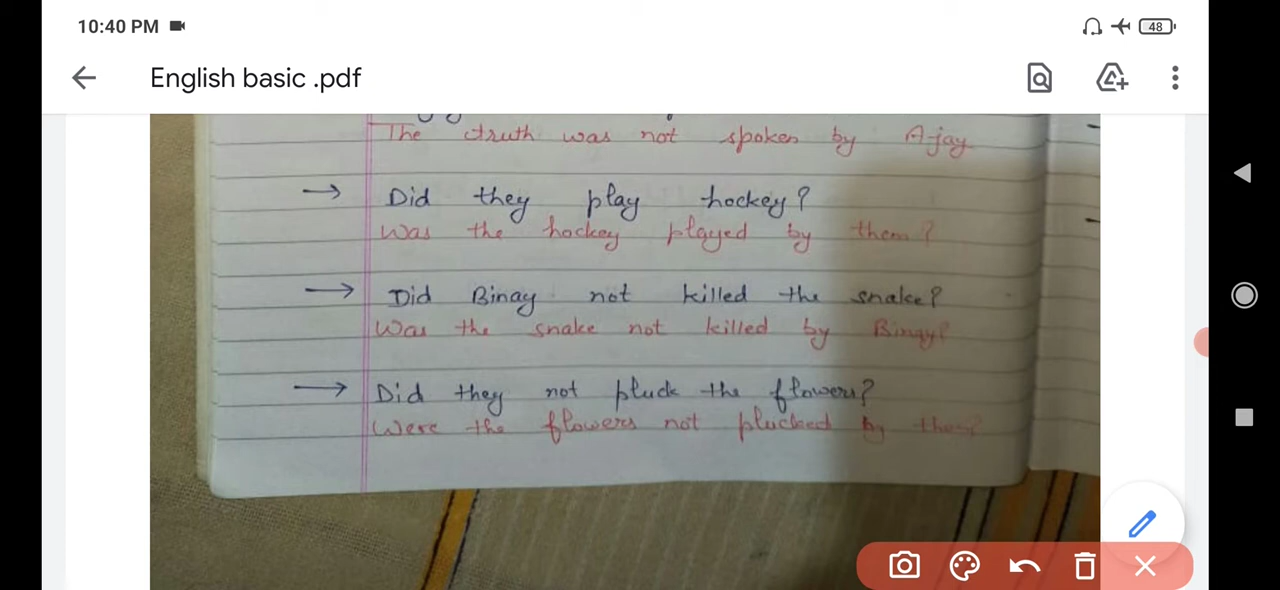 10:40 PM
48
English basic .pdf
The truth was not spoken by Ajay
→ Did they play hockey?
Was the hockey played by them?
→ Did Binay not killed the snake?
Was the snake not killed by Binay?
→ Did they not pluck the flowers?
Were the flowers not plucked by them?